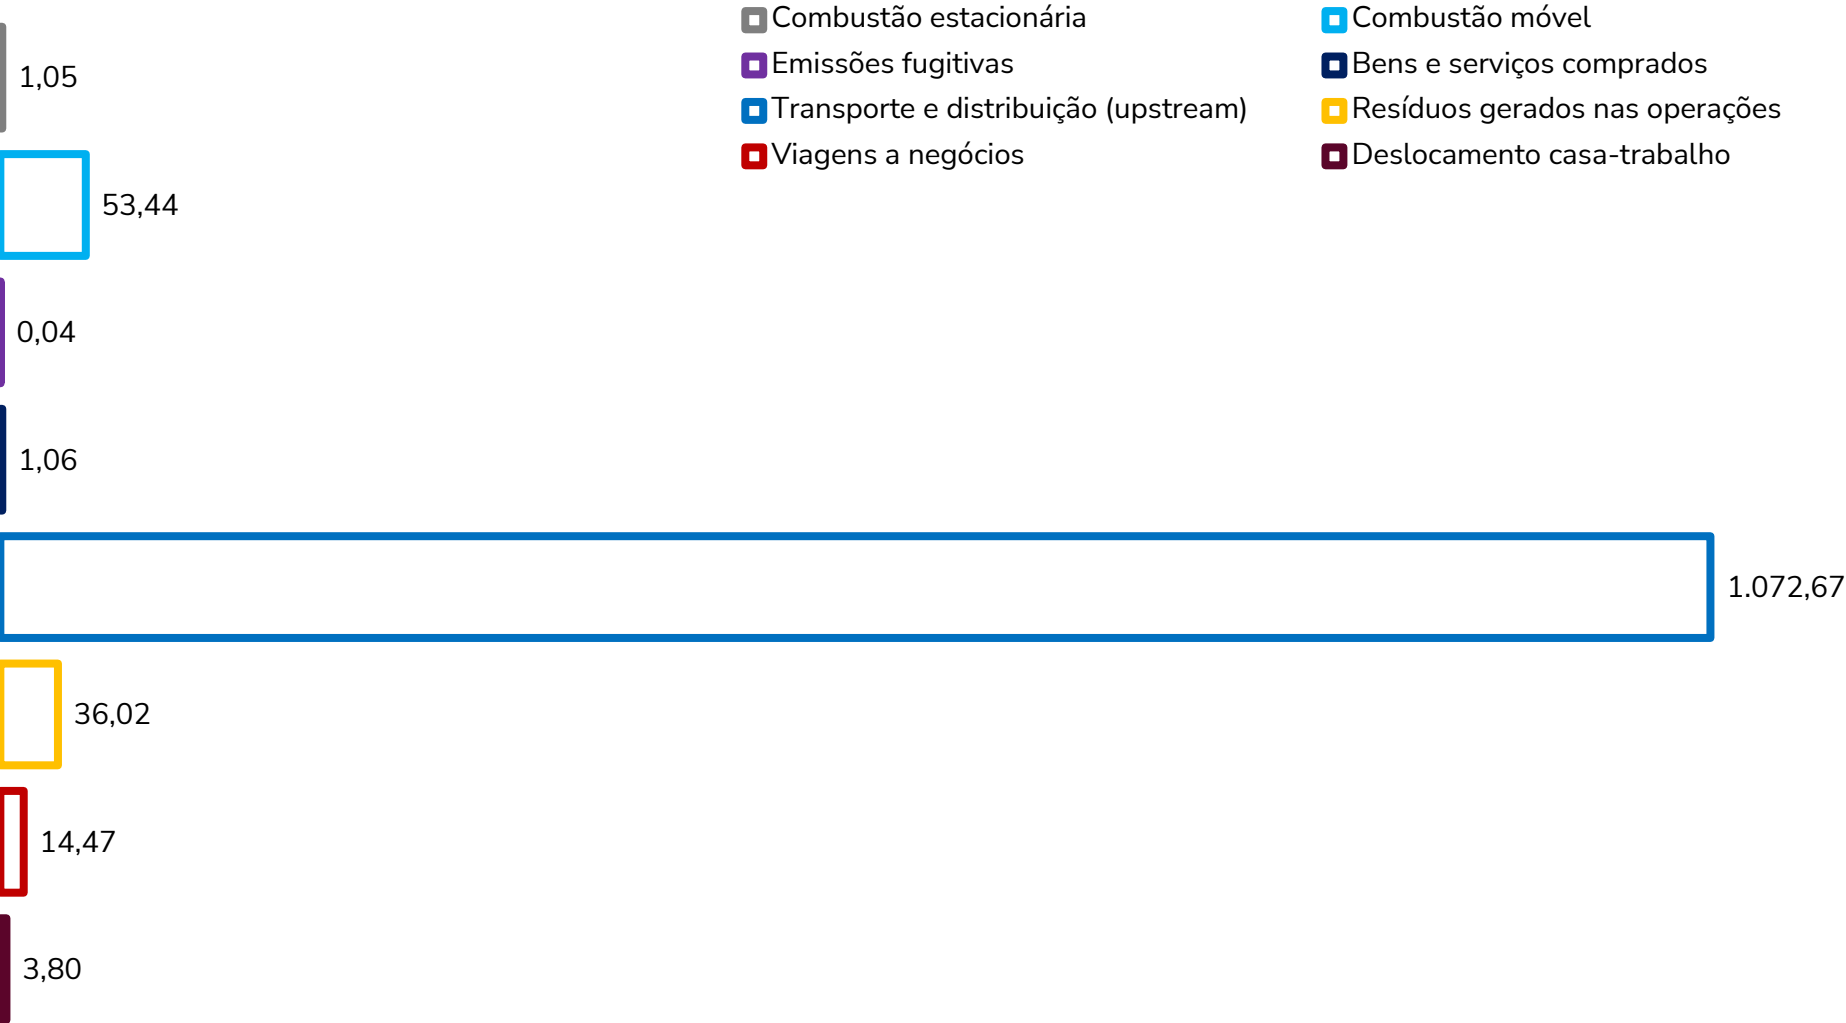 Combustão estacionária
Combustão móvel
Emissões fugitivas
Bens e serviços comprados
Transporte e distribuição (upstream)
Resíduos gerados nas operações
Viagens a negócios
Deslocamento casa-trabalho
1,05
53,44
0,04
1,06
1.072,67
36,02
14,47
3,80